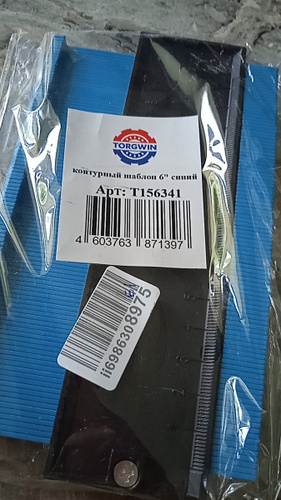 TORGWIN
контурный шаблон 6" синий
Арт: T156341
4 603763 871397
ii6986308975